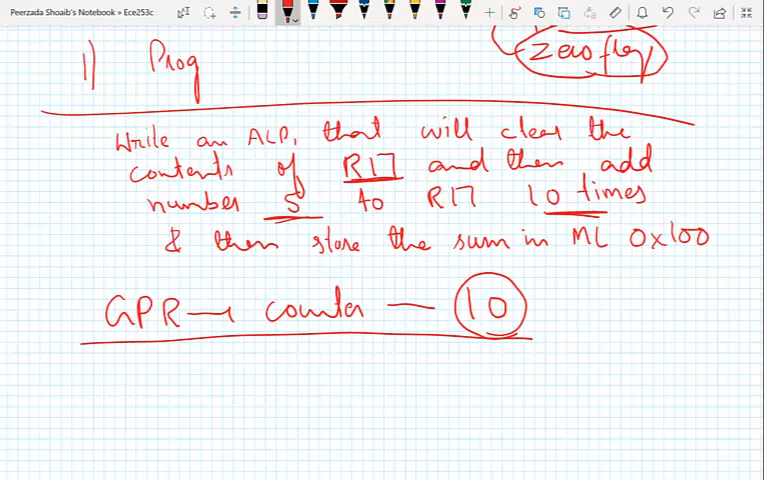 Peerzada Shoaib's Notebook » Ece253c
zero flag
1) Prog
Write an ALP, that will clear the
contents of R17 and then add
number 5 to R17 10 times
& then store the sum in ML 0x100
GPR → counter — 10